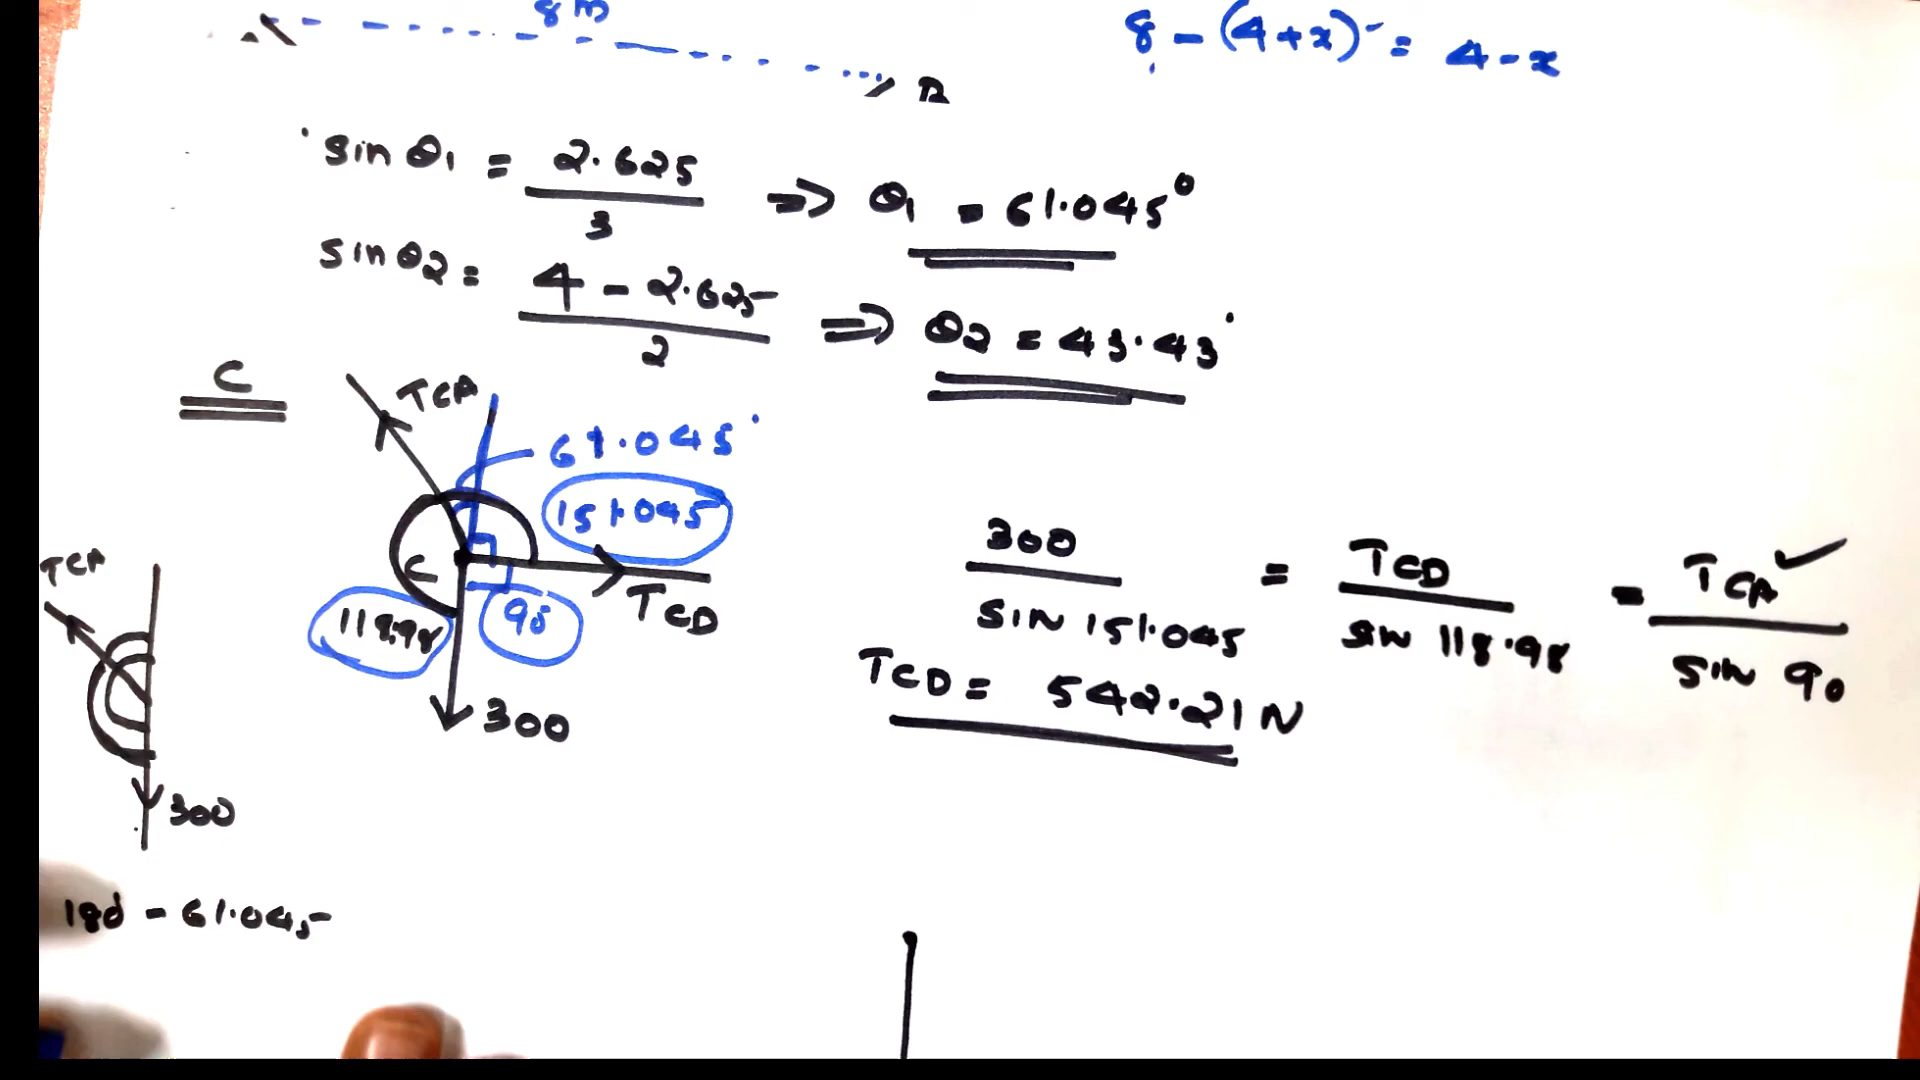 8 m
8 - (4+x) = 4-x
B
sin θ1 = 2.625 / 3 => θ1 = 61.045°
sin θ2 = 4 - 2.625 / 2 => θ2 = 43.43°
C
TCA
61.045°
151.045
C
118.98
90
TCD
300
TCA
300
180 - 61.045
300 / SIN 151.045 = TCD / sin 118.98 = TCA / sin 90
TCD = 542.21 N